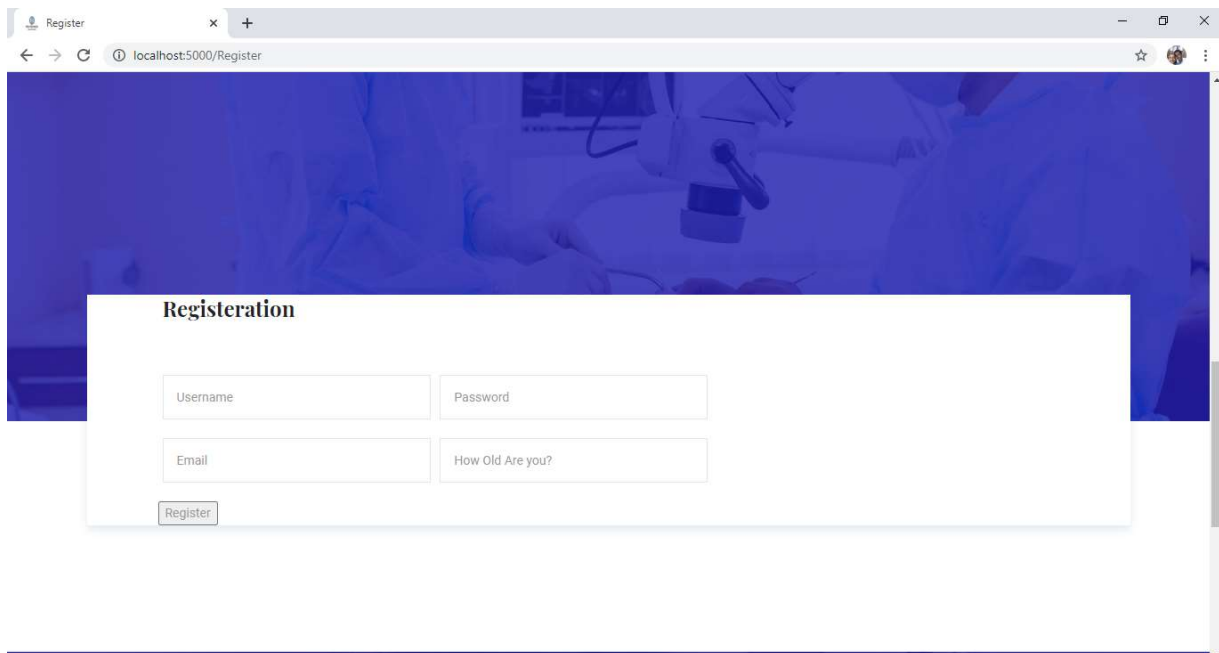 Register
localhost:5000/Register
Registeration
Username Password
Email How Old Are you?
Register